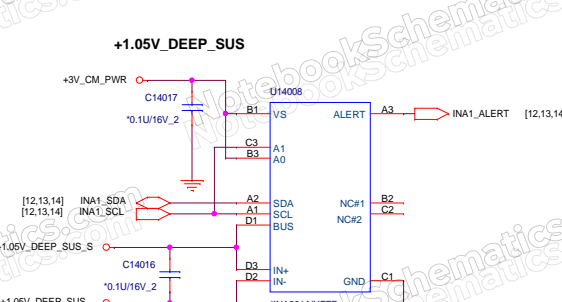 +1.05V_DEEP_SUS
+3V_CM_PWR
C14017
*0.1U/16V_2
U14008
B1 VS
ALERT A3
INA1_ALERT [12,13,14
C3 A1
B3 A0
[12,13,14] INA1_SDA A2 SDA
[12,13,14] INA1_SCL A1 SCL
D1 BUS
NC#1 B2
NC#2 C2
+1.05V_DEEP_SUS_S
C14016
*0.1U/16V_2
D3 IN+
D2 IN-
GND C1
NotebookSchematics.com